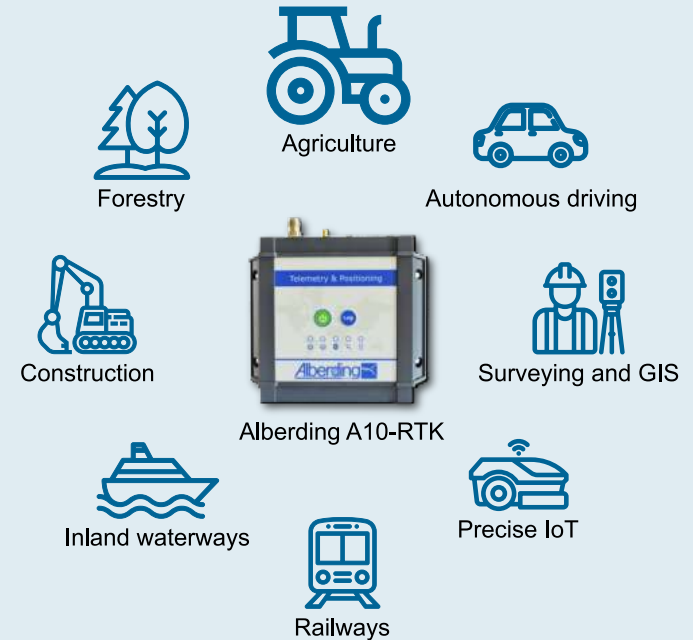 Agriculture
Forestry
Autonomous driving
Telemetry & Positioning
Log
Alberding
Construction
Surveying and GIS
Alberding A10-RTK
Inland waterways
Precise IoT
Railways